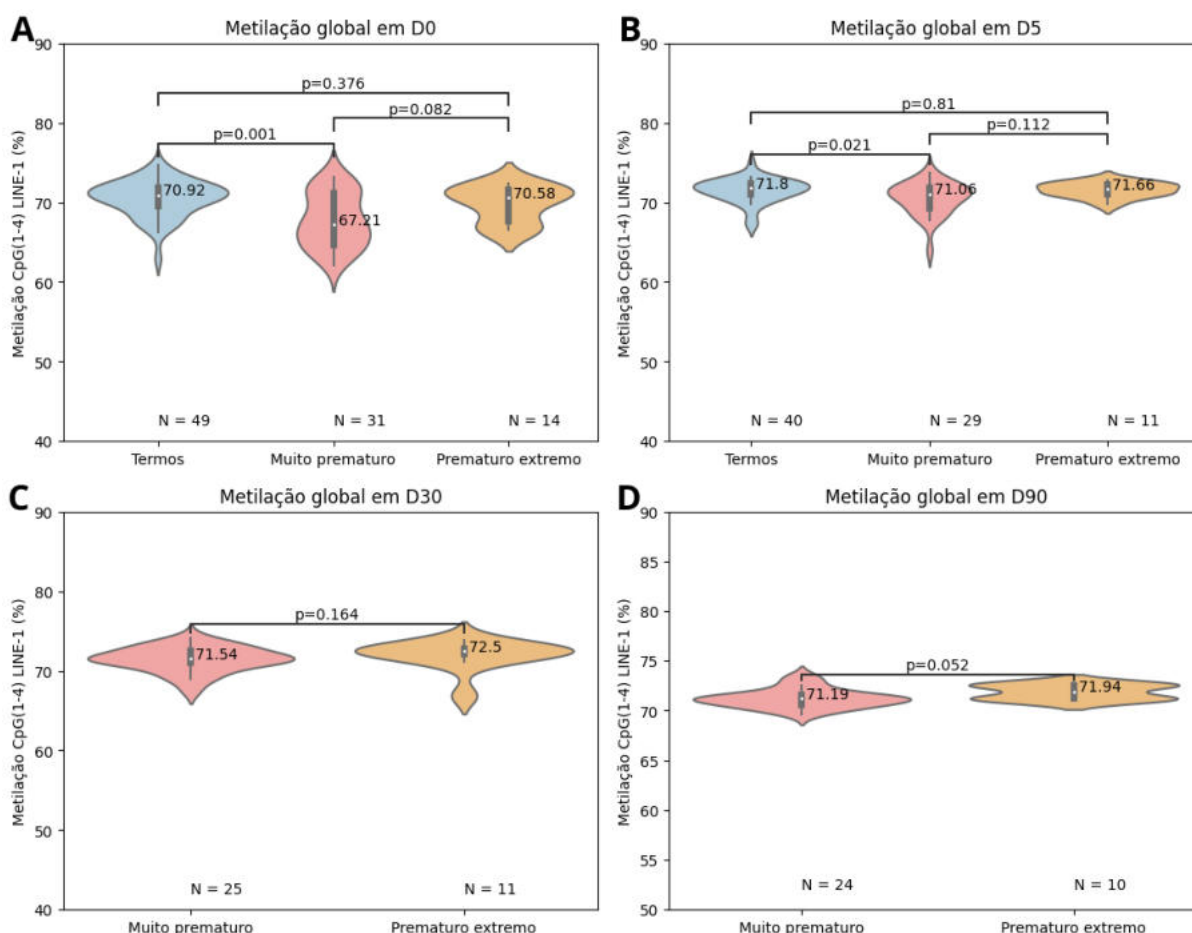 A
Metilação global em D0
Metilação CpG(1-4) LINE-1 (%)
90
80
70
60
50
40
p=0.376
p=0.082
p=0.001
70.92
67.21
70.58
N = 49
N = 31
N = 14
Termos
Muito prematuro
Prematuro extremo
B
Metilação global em D5
Metilação CpG(1-4) LINE-1 (%)
90
80
70
60
50
40
p=0.81
p=0.112
p=0.021
71.8
71.06
71.66
N = 40
N = 29
N = 11
Termos
Muito prematuro
Prematuro extremo
C
Metilação global em D30
Metilação CpG(1-4) LINE-1 (%)
90
80
70
60
50
40
p=0.164
71.54
72.5
N = 25
N = 11
Muito prematuro
Prematuro extremo
D
Metilação global em D90
Metilação CpG(1-4) LINE-1 (%)
90
85
80
75
70
65
60
55
50
p=0.052
71.19
71.94
N = 24
N = 10
Muito prematuro
Prematuro extremo